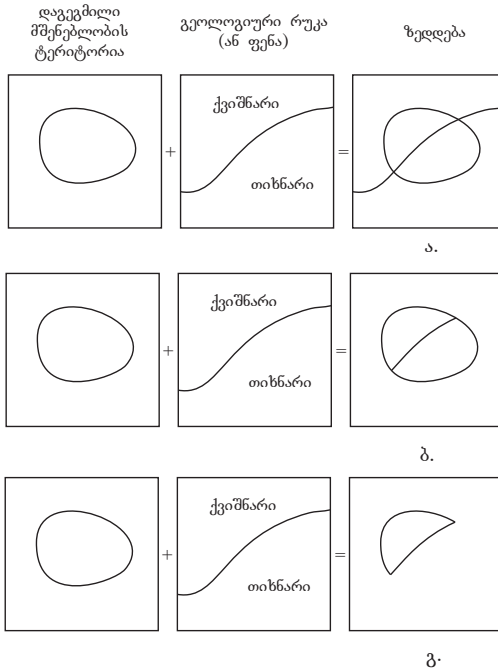 დაგეგმილი
მშენებლობის
ტერიტორია
გეოლოგიური რუკა
(ან ფენა)
ზედდება
ქვიშნარი
თიხნარი
+
=
ა.
ქვიშნარი
თიხნარი
+
=
ბ.
ქვიშნარი
თიხნარი
+
=
გ.